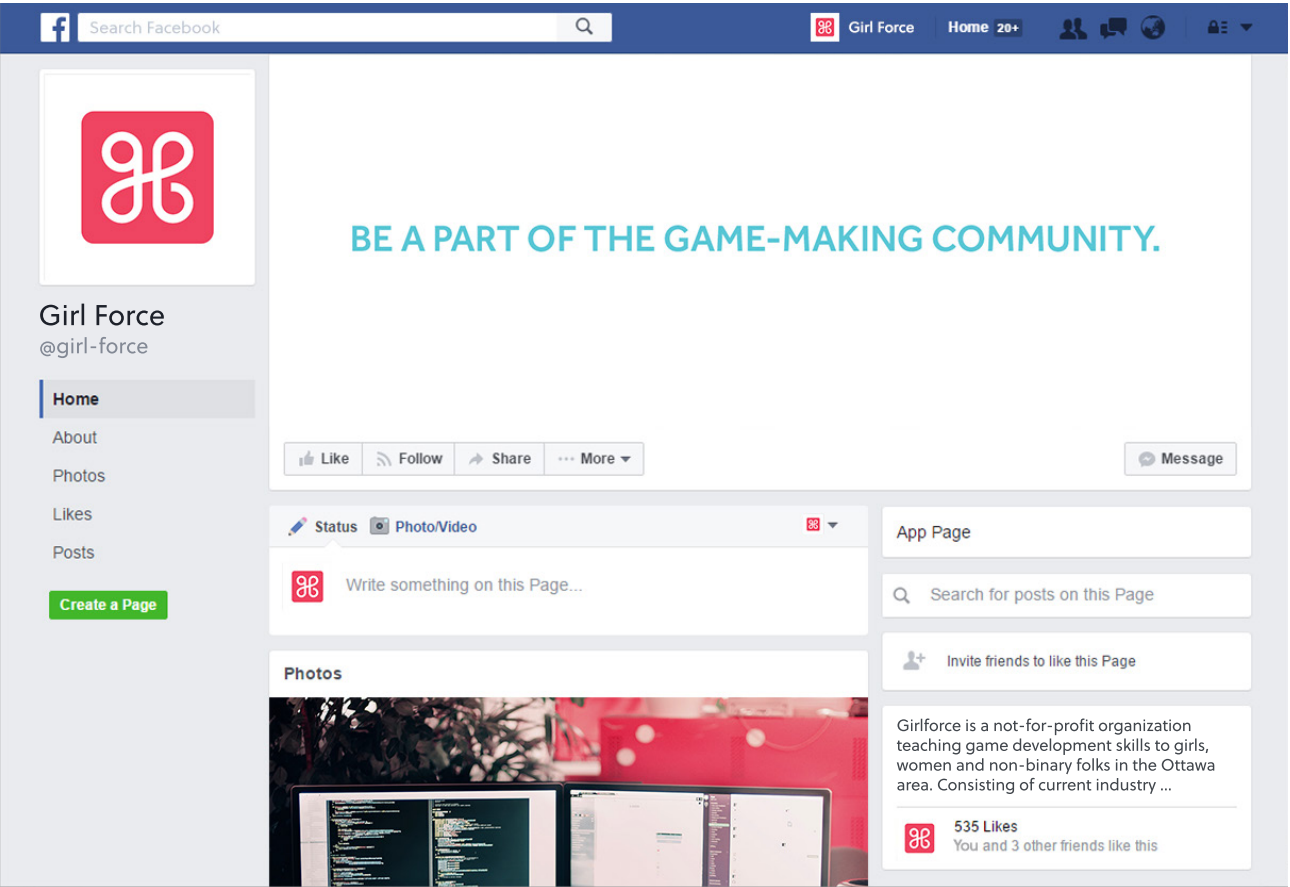 Search Facebook
Girl Force
Home 20+
BE A PART OF THE GAME-MAKING COMMUNITY.
Girl Force
@girl-force
Home
About
Photos
Likes
Posts
Create a Page
Like
Follow
Share
More
Message
Status
Photo/Video
Write something on this Page...
Photos
App Page
Search for posts on this Page
Invite friends to like this Page
Girlforce is a not-for-profit organization
teaching game development skills to girls,
women and non-binary folks in the Ottawa
area. Consisting of current industry ...
535 Likes
You and 3 other friends like this